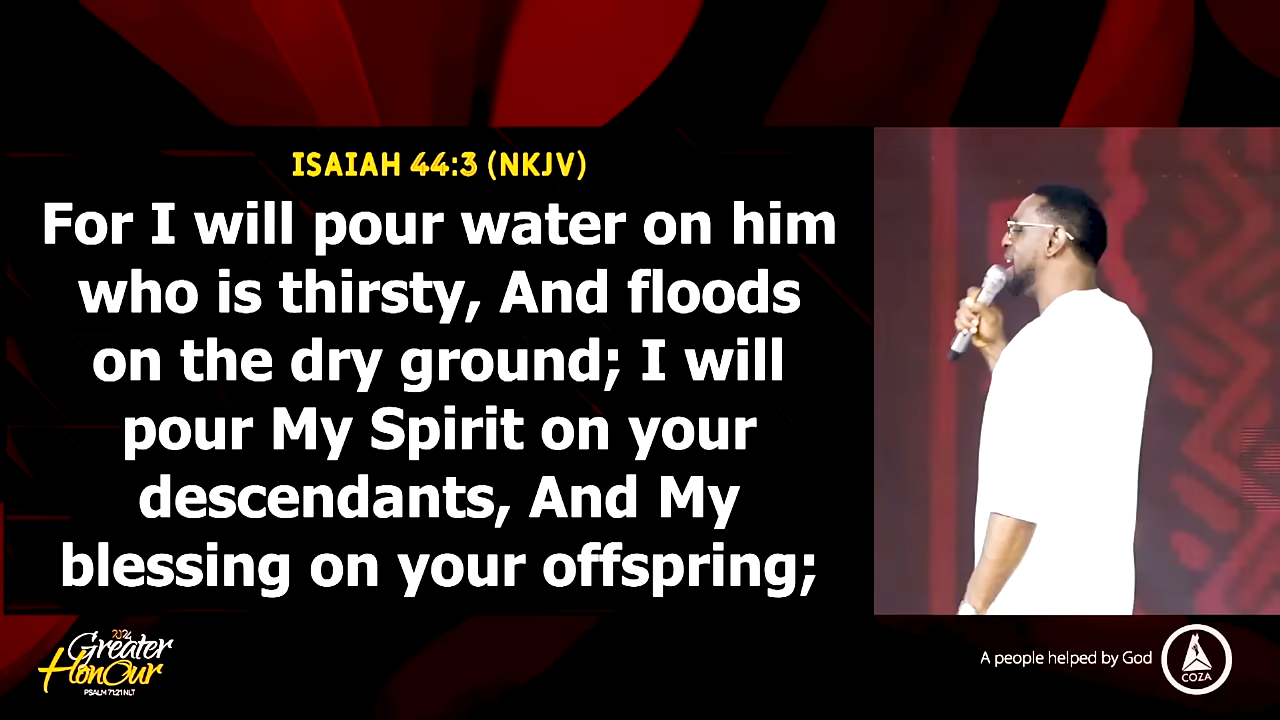 ISAIAH 44:3 (NKJV)
For I will pour water on him
who is thirsty, And floods
on the dry ground; I will
pour My Spirit on your
descendants, And My
blessing on your offspring;
2024
Greater
HonOur
PSALM 71:21 NLT
A people helped by God
COZA